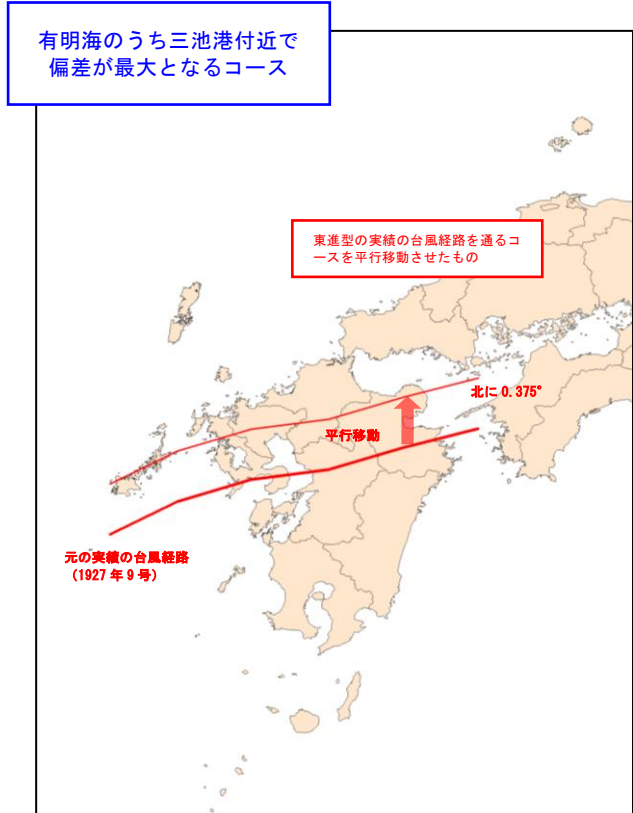 有明海のうち三池港付近で
偏差が最大となるコース
東進型の実績の台風経路を通るコ
ースを平行移動させたもの
北に 0.375°
平行移動
元の実績の台風経路
(1927 年 9 号)